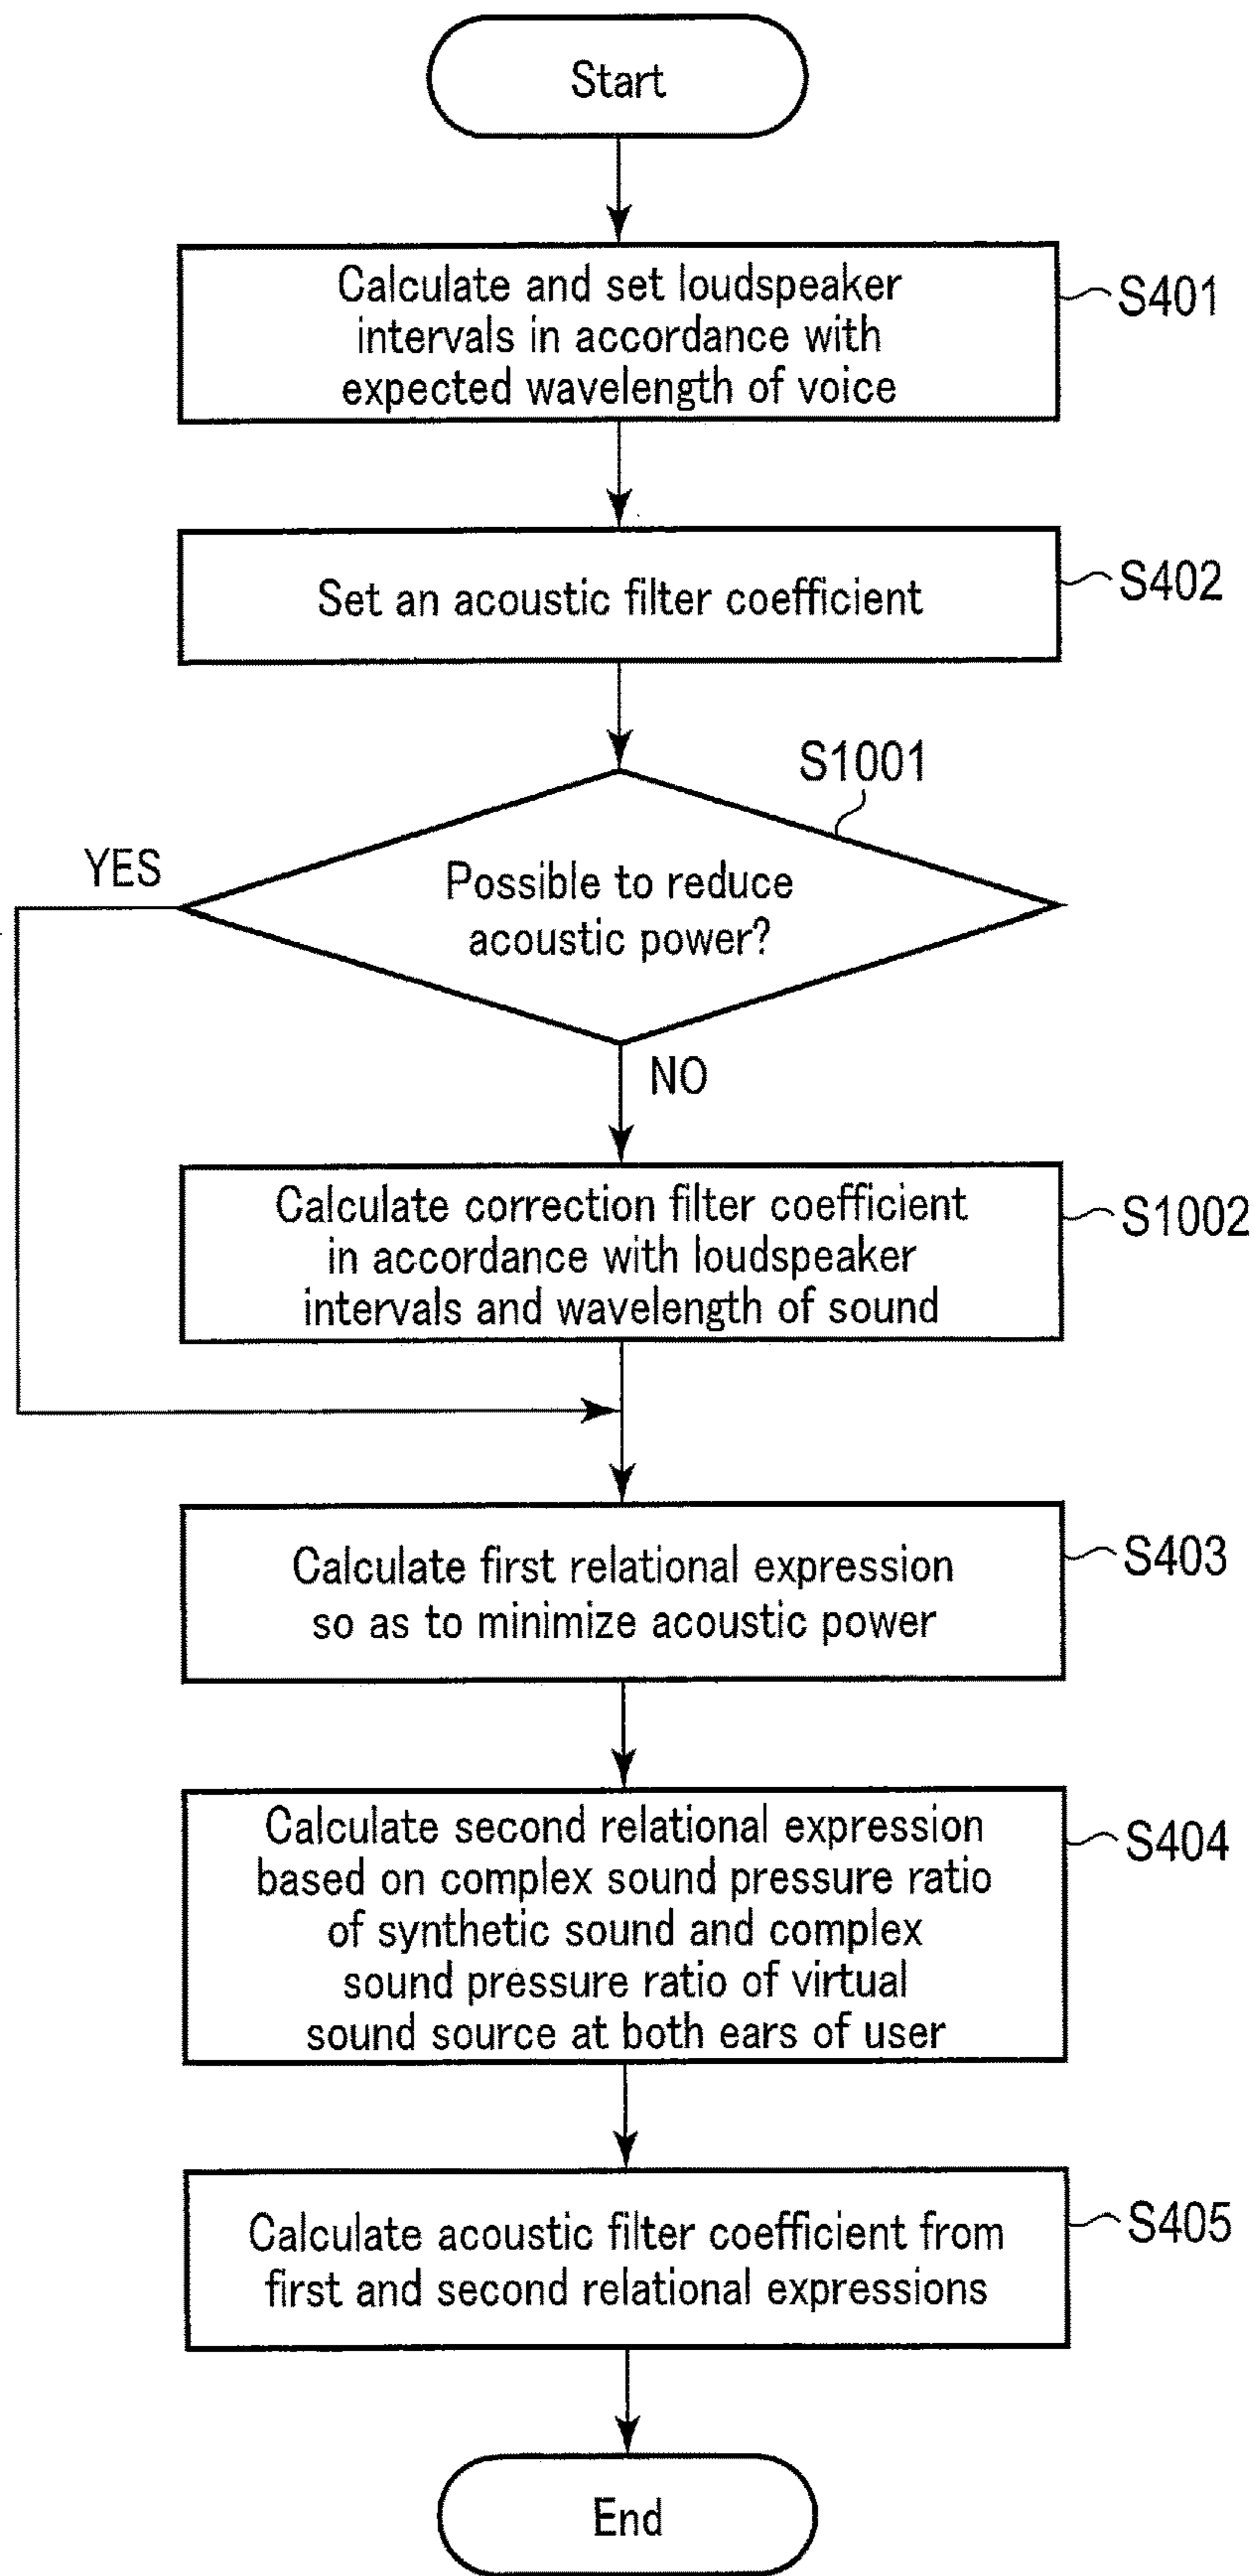 Start
Calculate and set loudspeaker
intervals in accordance with
expected wavelength of voice
S401
Set an acoustic filter coefficient
S402
S1001
YES
Possible to reduce
acoustic power?
NO
Calculate correction filter coefficient
in accordance with loudspeaker
intervals and wavelength of sound
S1002
Calculate first relational expression
so as to minimize acoustic power
S403
Calculate second relational expression
based on complex sound pressure ratio
of synthetic sound and complex
sound pressure ratio of virtual
sound source at both ears of user
S404
Calculate acoustic filter coefficient from
first and second relational expressions
S405
End